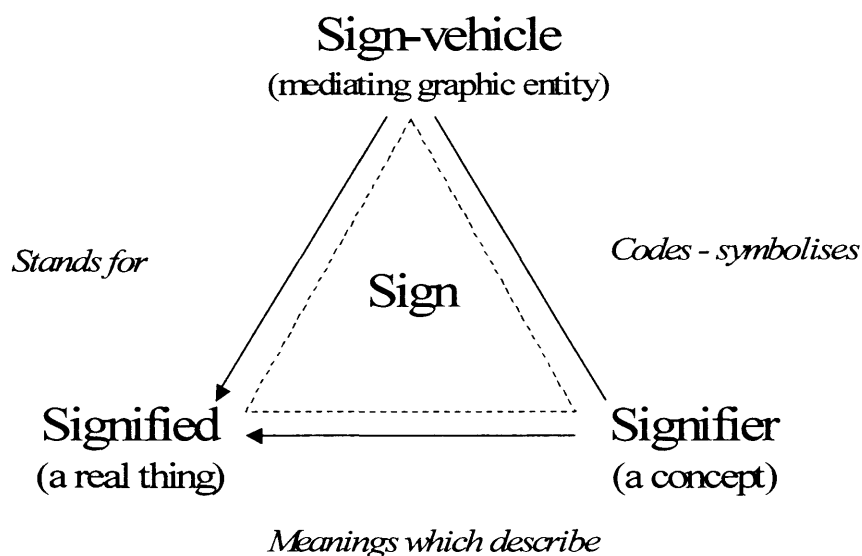 Sign-vehicle
(mediating graphic entity)
Stands for
Codes - symbolises
Sign
Signified
Signifier
(a real thing)
(a concept)
Meanings which describe